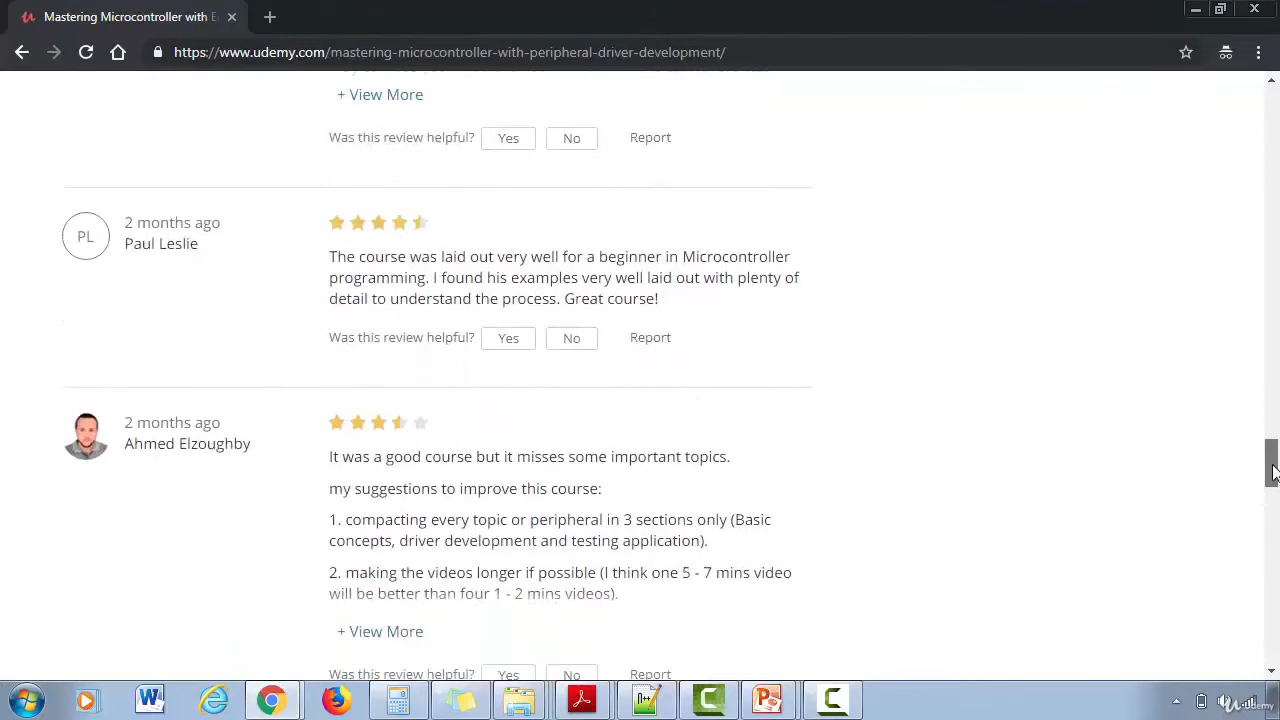 Mastering Microcontroller with E
https://www.udemy.com/mastering-microcontroller-with-peripheral-driver-development/
+ View More
Was this review helpful? Yes No Report
PL
2 months ago
Paul Leslie
The course was laid out very well for a beginner in Microcontroller
programming. I found his examples very well laid out with plenty of
detail to understand the process. Great course!
Was this review helpful? Yes No Report
2 months ago
Ahmed Elzoughby
It was a good course but it misses some important topics.
my suggestions to improve this course:
1. compacting every topic or peripheral in 3 sections only (Basic
concepts, driver development and testing application).
2. making the videos longer if possible (I think one 5 - 7 mins video
will be better than four 1 - 2 mins videos).
+ View More
Was this review helpful? Yes No Report
udemy